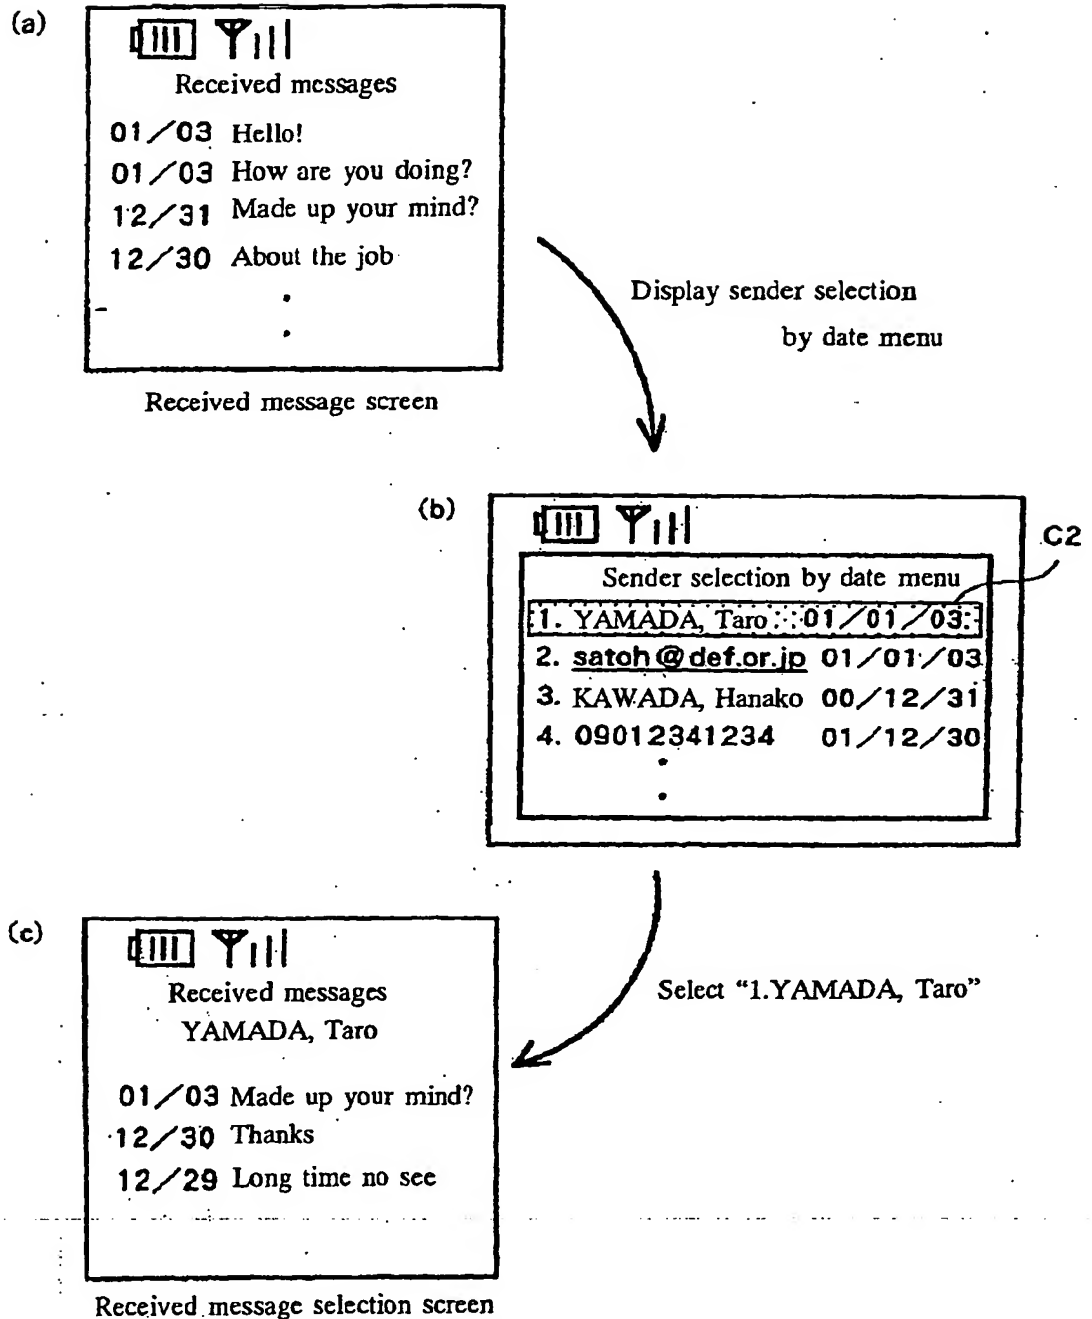 (a)
Received messages
01/03 Hello!
01/03 How are you doing?
12/31 Made up your mind?
12/30 About the job
Received message screen
Display sender selection
by date menu
(b)
C2
Sender selection by date menu
1. YAMADA, Taro 01/01/03
2. satoh@def.or.jp 01/01/03
3. KAWADA, Hanako 00/12/31
4. 09012341234 01/12/30
Select “1.YAMADA, Taro”
(c)
Received messages
YAMADA, Taro
01/03 Made up your mind?
12/30 Thanks
12/29 Long time no see
Received message selection screen